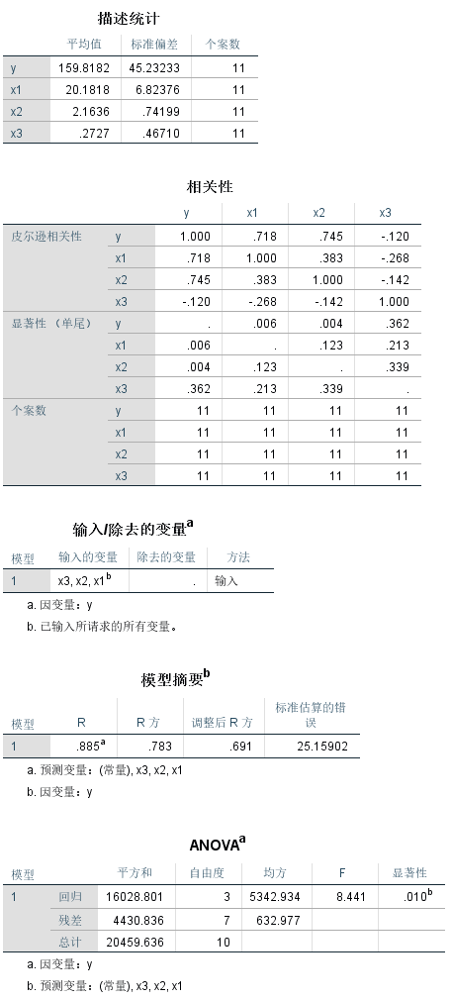 描述统计
平均值 标准偏差 个案数
y 159.8182 45.23233 11
x1 20.1818 6.82376 11
x2 2.1636 .74199 11
x3 .2727 .46710 11
相关性
y x1 x2 x3
皮尔逊相关性 y 1.000 .718 .745 -.120
x1 .718 1.000 .383 -.268
x2 .745 .383 1.000 -.142
x3 -.120 -.268 -.142 1.000
显著性 （单尾） y . .006 .004 .362
x1 .006 . .123 .213
x2 .004 .123 . .339
x3 .362 .213 .339 .
个案数 y 11 11 11 11
x1 11 11 11 11
x2 11 11 11 11
x3 11 11 11 11
输入/除去的变量a
模型 输入的变量 除去的变量 方法
1 x3, x2, x1b . 输入
a. 因变量：y
b. 已输入所请求的所有变量。
模型摘要b
模型 R R 方 调整后 R 方 标准估算的错
误
1 .885a .783 .691 25.15902
a. 预测变量：(常量), x3, x2, x1
b. 因变量：y
ANOVAa
模型 平方和 自由度 均方 F 显著性
1 回归 16028.801 3 5342.934 8.441 .010b
残差 4430.836 7 632.977
总计 20459.636 10
a. 因变量：y
b. 预测变量：(常量), x3, x2, x1